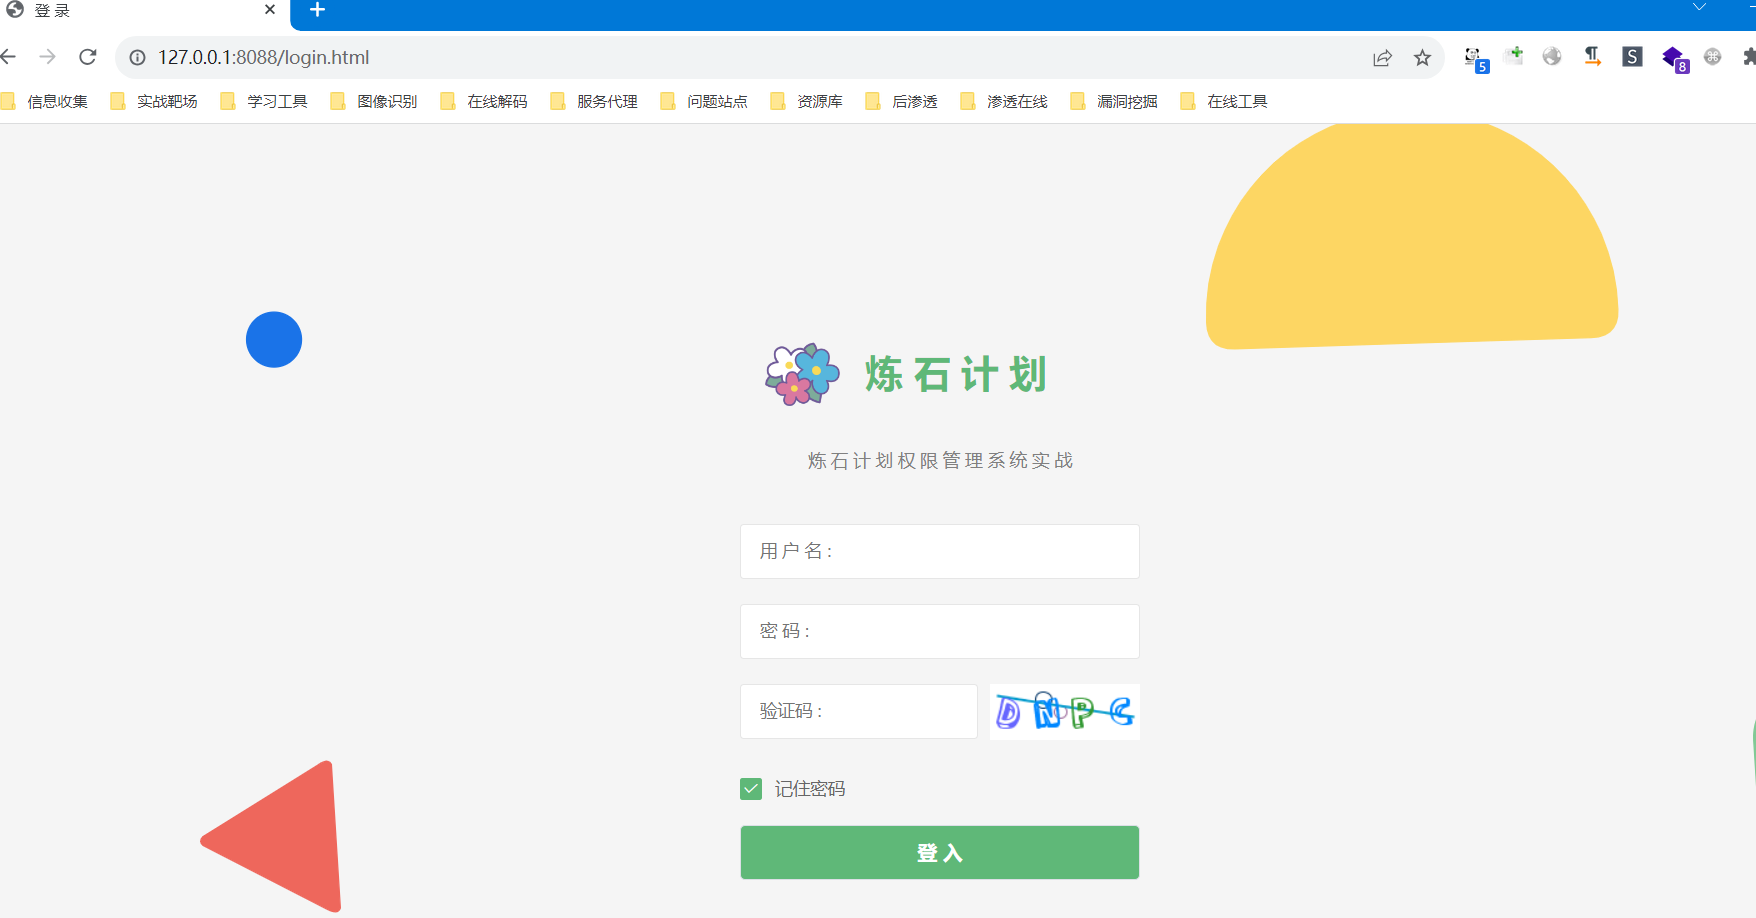 登录
127.0.0.1:8088/login.html
5
S
8
信息收集 实战靶场 学习工具 图像识别 在线解码 服务代理 问题站点 资源库 后渗透 渗透在线 漏洞挖掘 在线工具
炼石计划
炼石计划权限管理系统实战
用户名:
密码:
验证码:
DNPC
记住密码
登入